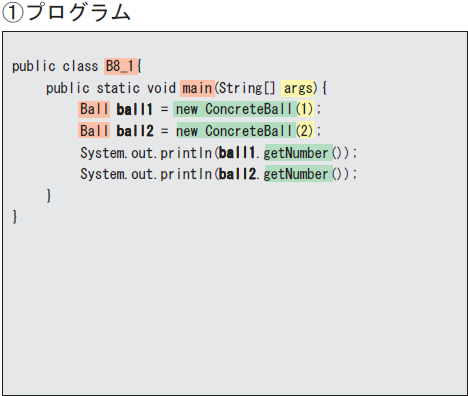 ①プログラム
public class B8_1{
public static void main(String[] args){
Ball ball1 = new ConcreteBall(1);
Ball ball2 = new ConcreteBall(2);
System.out.println(ball1.getNumber());
System.out.println(ball2.getNumber());
}
}